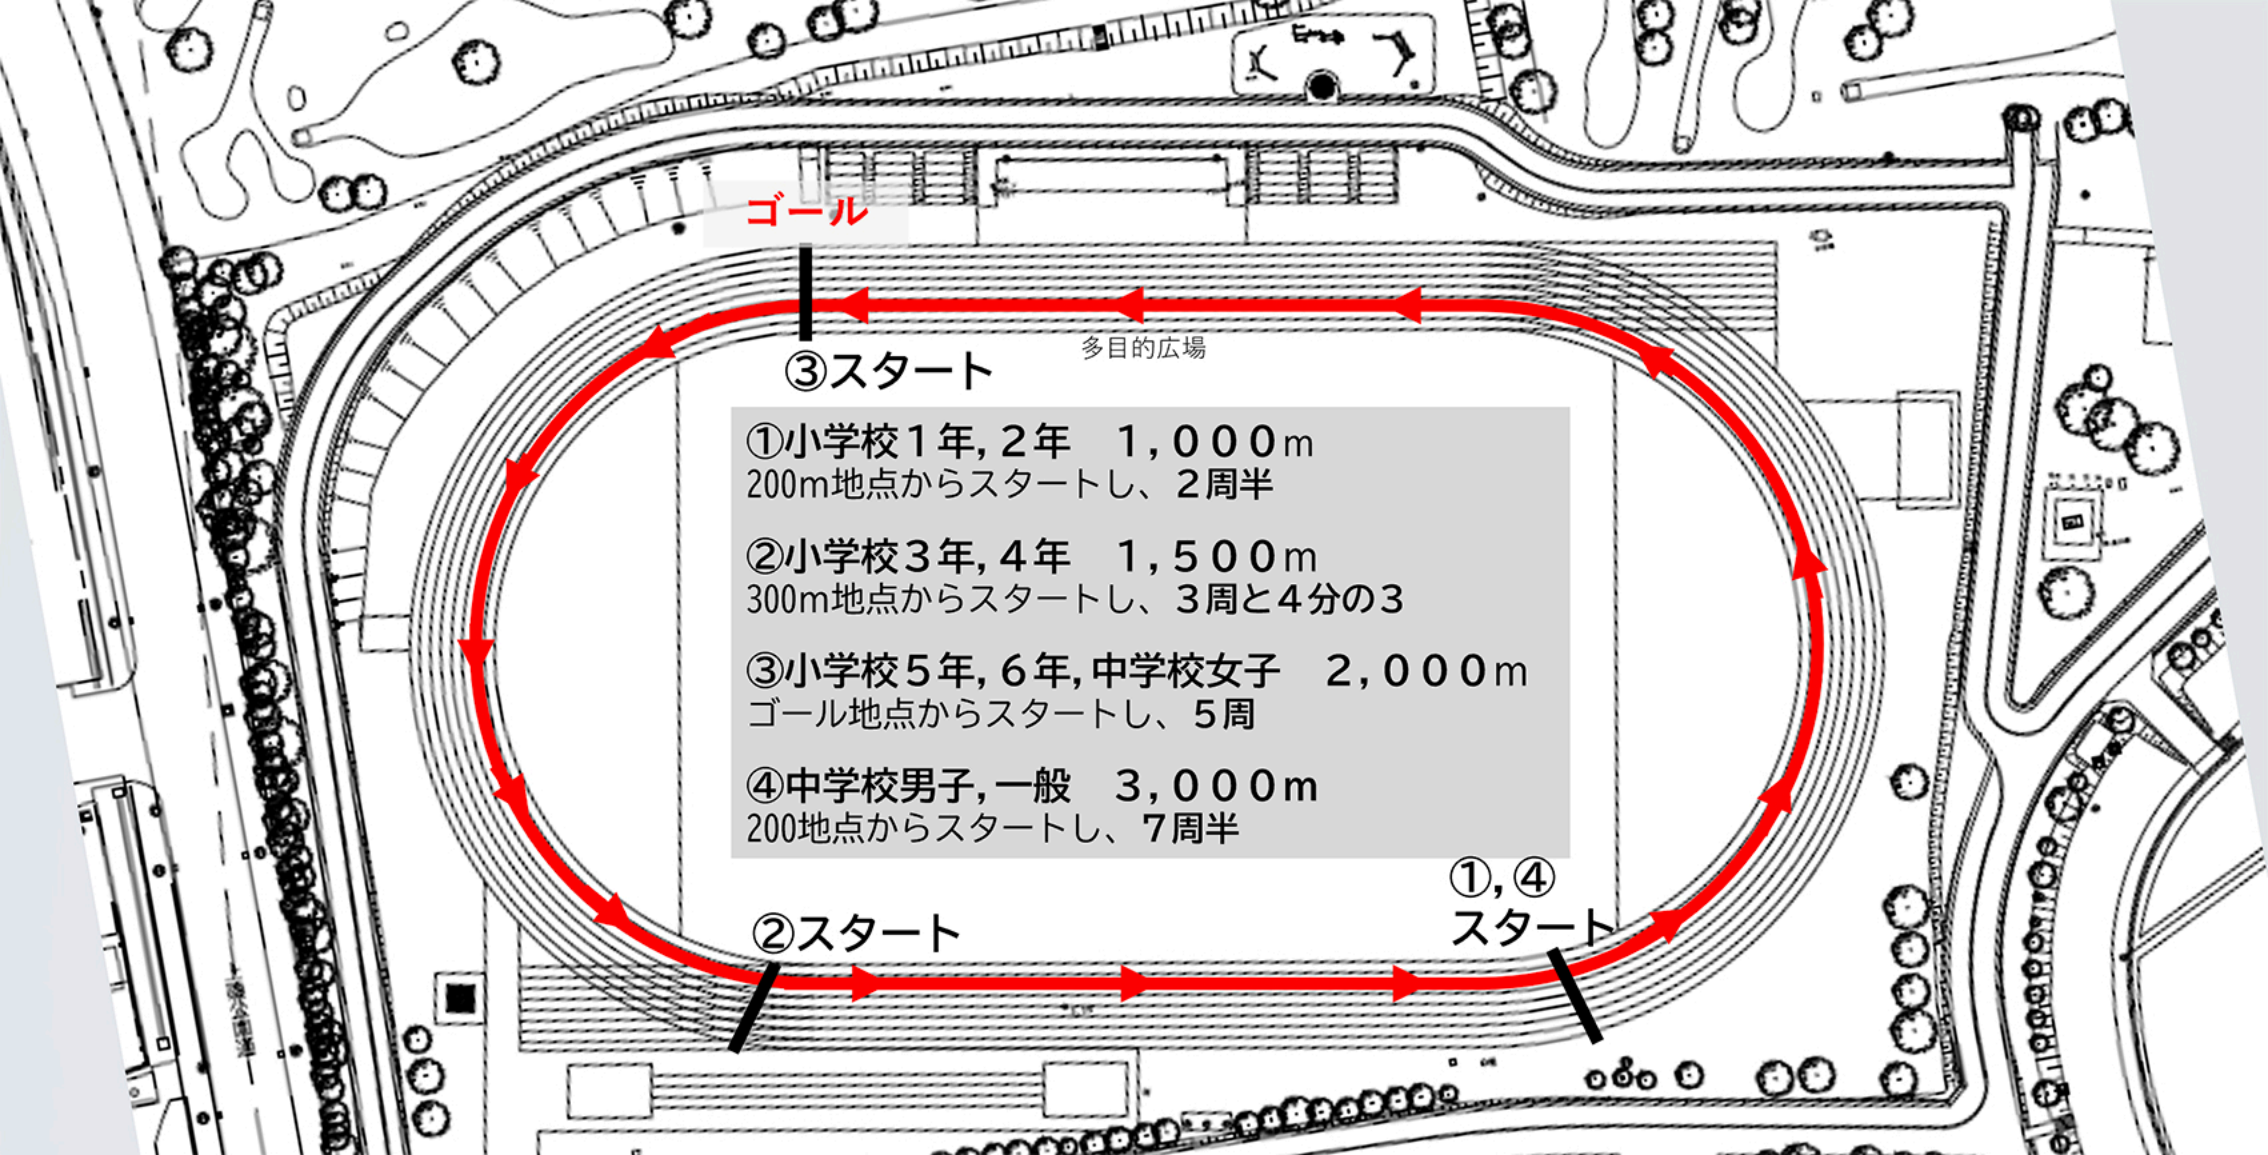 ゴール
③スタート
多目的広場
①小学校１年,２年　１,０００m
200m地点からスタートし、２周半
②小学校３年,４年　１,５００m
300m地点からスタートし、３周と４分の３
③小学校５年,６年,中学校女子　２,０００m
ゴール地点からスタートし、５周
④中学校男子,一般　３,０００m
200地点からスタートし、７周半
①,④
スタート
②スタート